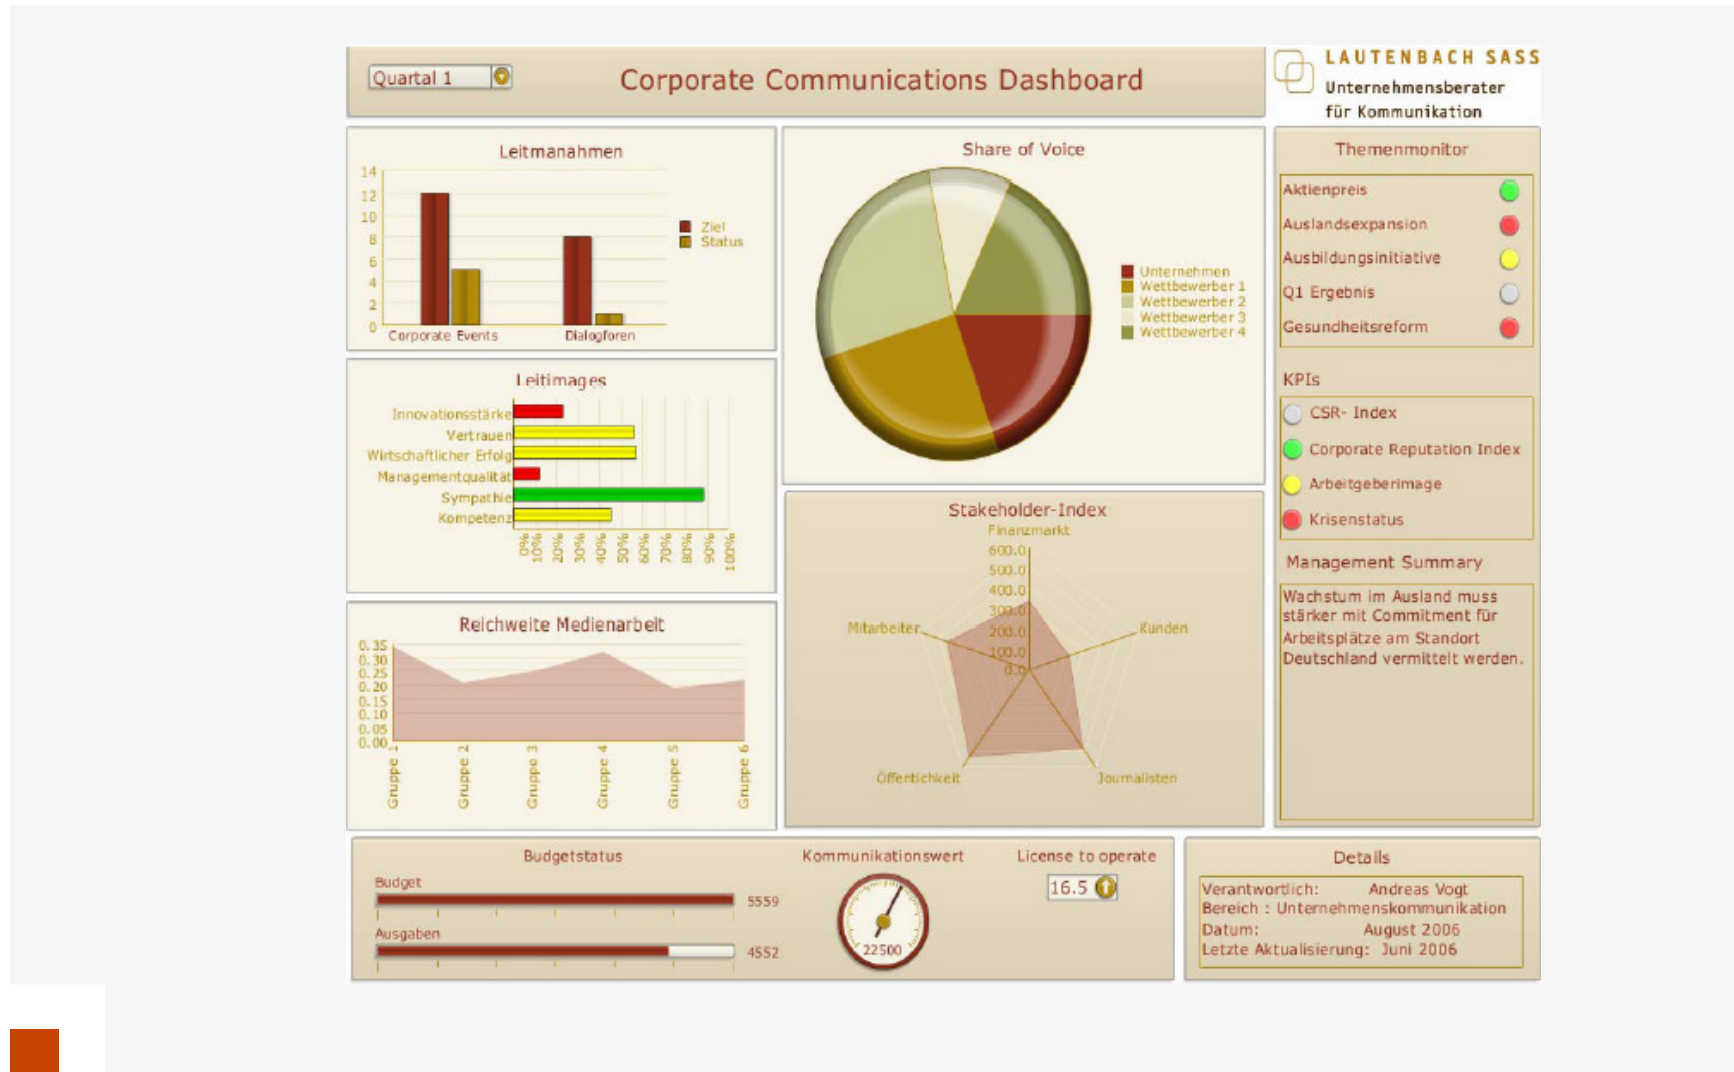 Quartal 1
Corporate Communications Dashboard
LAUTENBACH SASS
Unternehmensberater
für Kommunikation
Leitmanahmen
14
12
10
8
6
4
2
0
Corporate Events
Dialogforen
Ziel
Status
Share of Voice
Unternehmen
Wettbewerber 1
Wettbewerber 2
Wettbewerber 3
Wettbewerber 4
Themenmonitor
Aktienpreis
Auslandsexpansion
Ausbildungsinitiative
Q1 Ergebnis
Gesundheitsreform
Leitimages
Innovationsstärke
Vertrauen
Wirtschaftlicher Erfolg
Managementqualität
Sympathie
Kompetenz
0%
10%
20%
30%
40%
50%
60%
70%
80%
90%
100%
KPIs
CSR- Index
Corporate Reputation Index
Arbeitgeberimage
Krisenstatus
Stakeholder-Index
Finanzmarkt
600.0
500.0
400.0
300.0
200.0
100.0
0.0
Mitarbeiter
Kunden
Öffentichkeit
Journalisten
Management Summary
Wachstum im Ausland muss
stärker mit Commitment für
Arbeitsplätze am Standort
Deutschland vermittelt werden.
Reichweite Medienarbeit
0.35
0.30
0.25
0.20
0.15
0.10
0.05
0.00
Gruppe 1
Gruppe 2
Gruppe 3
Gruppe 4
Gruppe 5
Gruppe 6
Budgetstatus
Budget
5559
Ausgaben
4552
Kommunikationswert
22500
License to operate
16.5
Details
Verantwortlich: Andreas Vogt
Bereich : Unternehmenskommunikation
Datum: August 2006
Letzte Aktualisierung: Juni 2006